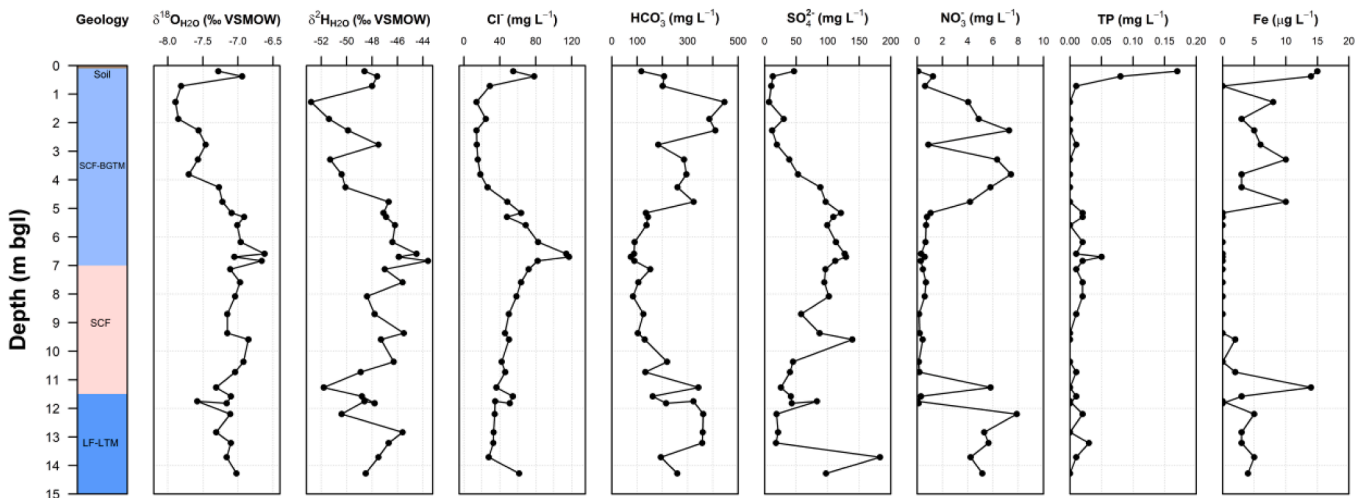 Geology
δ¹⁸O_H2O (‰ VSMOW)
δ²H_H2O (‰ VSMOW)
Cl⁻ (mg L⁻¹)
HCO₃⁻ (mg L⁻¹)
SO₄²⁻ (mg L⁻¹)
NO₃⁻ (mg L⁻¹)
TP (mg L⁻¹)
Fe (µg L⁻¹)
-8.0 -7.5 -7.0 -6.5
-52 -50 -48 -46 -44
0 40 80 120
0 100 300 500
0 50 100 150 200
0 2 4 6 8 10
0.00 0.05 0.10 0.15 0.20
0 5 10 15 20
Depth (m bgl)
0
1
2
3
4
5
6
7
8
9
10
11
12
13
14
15
Soil
SCF-BGTM
SCF
LF-LTM